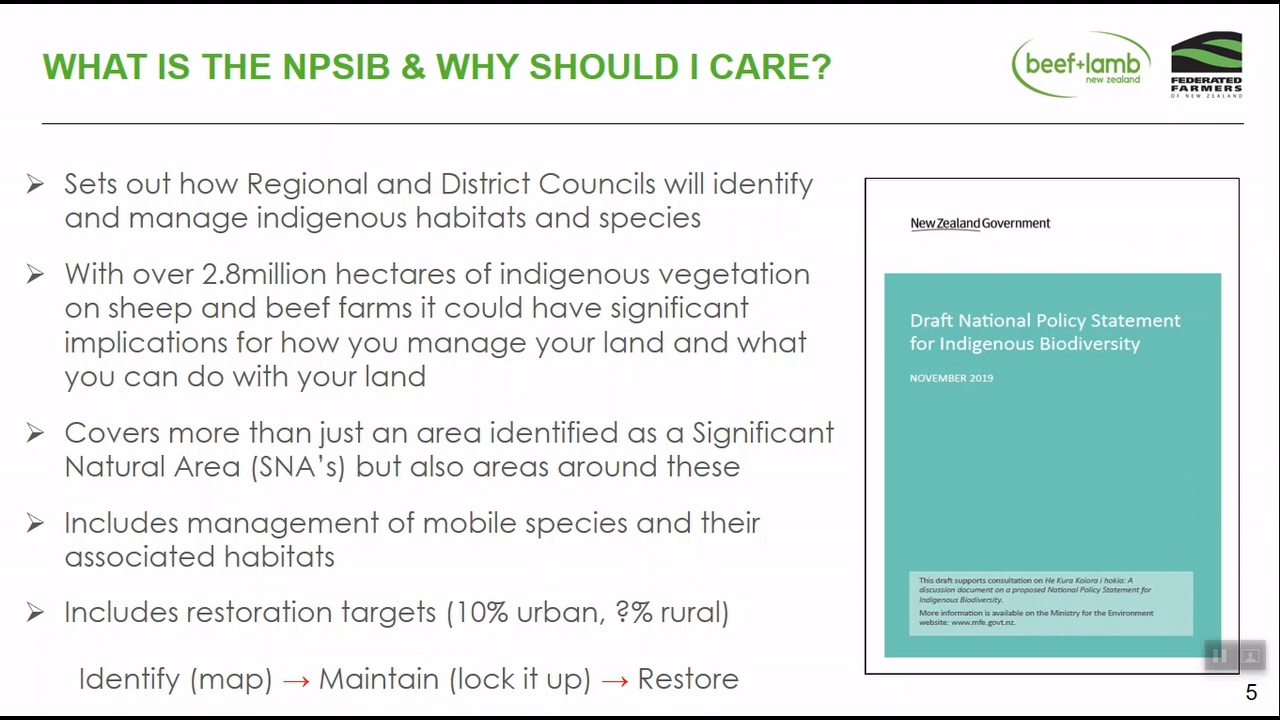 WHAT IS THE NPSIB & WHY SHOULD I CARE?
beef+lamb
new zealand
FEDERATED
FARMERS
OF NEW ZEALAND
➢ Sets out how Regional and District Councils will identify
and manage indigenous habitats and species
➢ With over 2.8million hectares of indigenous vegetation
on sheep and beef farms it could have significant
implications for how you manage your land and what
you can do with your land
➢ Covers more than just an area identified as a Significant
Natural Area (SNA’s) but also areas around these
➢ Includes management of mobile species and their
associated habitats
➢ Includes restoration targets (10% urban, ?% rural)
Identify (map) → Maintain (lock it up) → Restore
New Zealand Government
Draft National Policy Statement
for Indigenous Biodiversity
NOVEMBER 2019
This draft supports consultation on He Kura Koiora i hokia: A
discussion document on a proposed National Policy Statement for
Indigenous Biodiversity.
More information is available on the Ministry for the Environment
website: www.mfe.govt.nz.
5